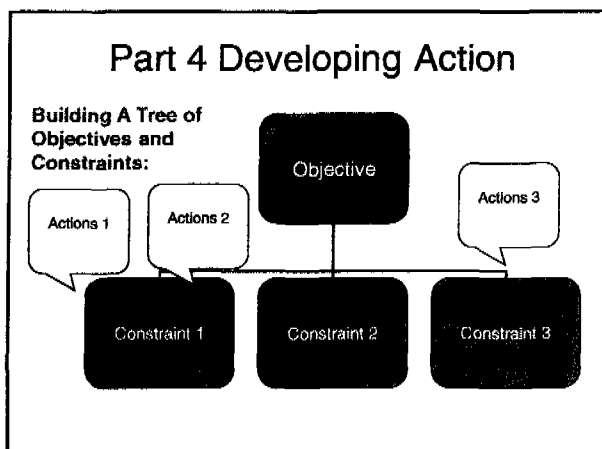 Part 4 Developing Action
Building A Tree of
Objectives and
Constraints:
Objective
Actions 1
Actions 2
Actions 3
Constraint 1
Constraint 2
Constraint 3